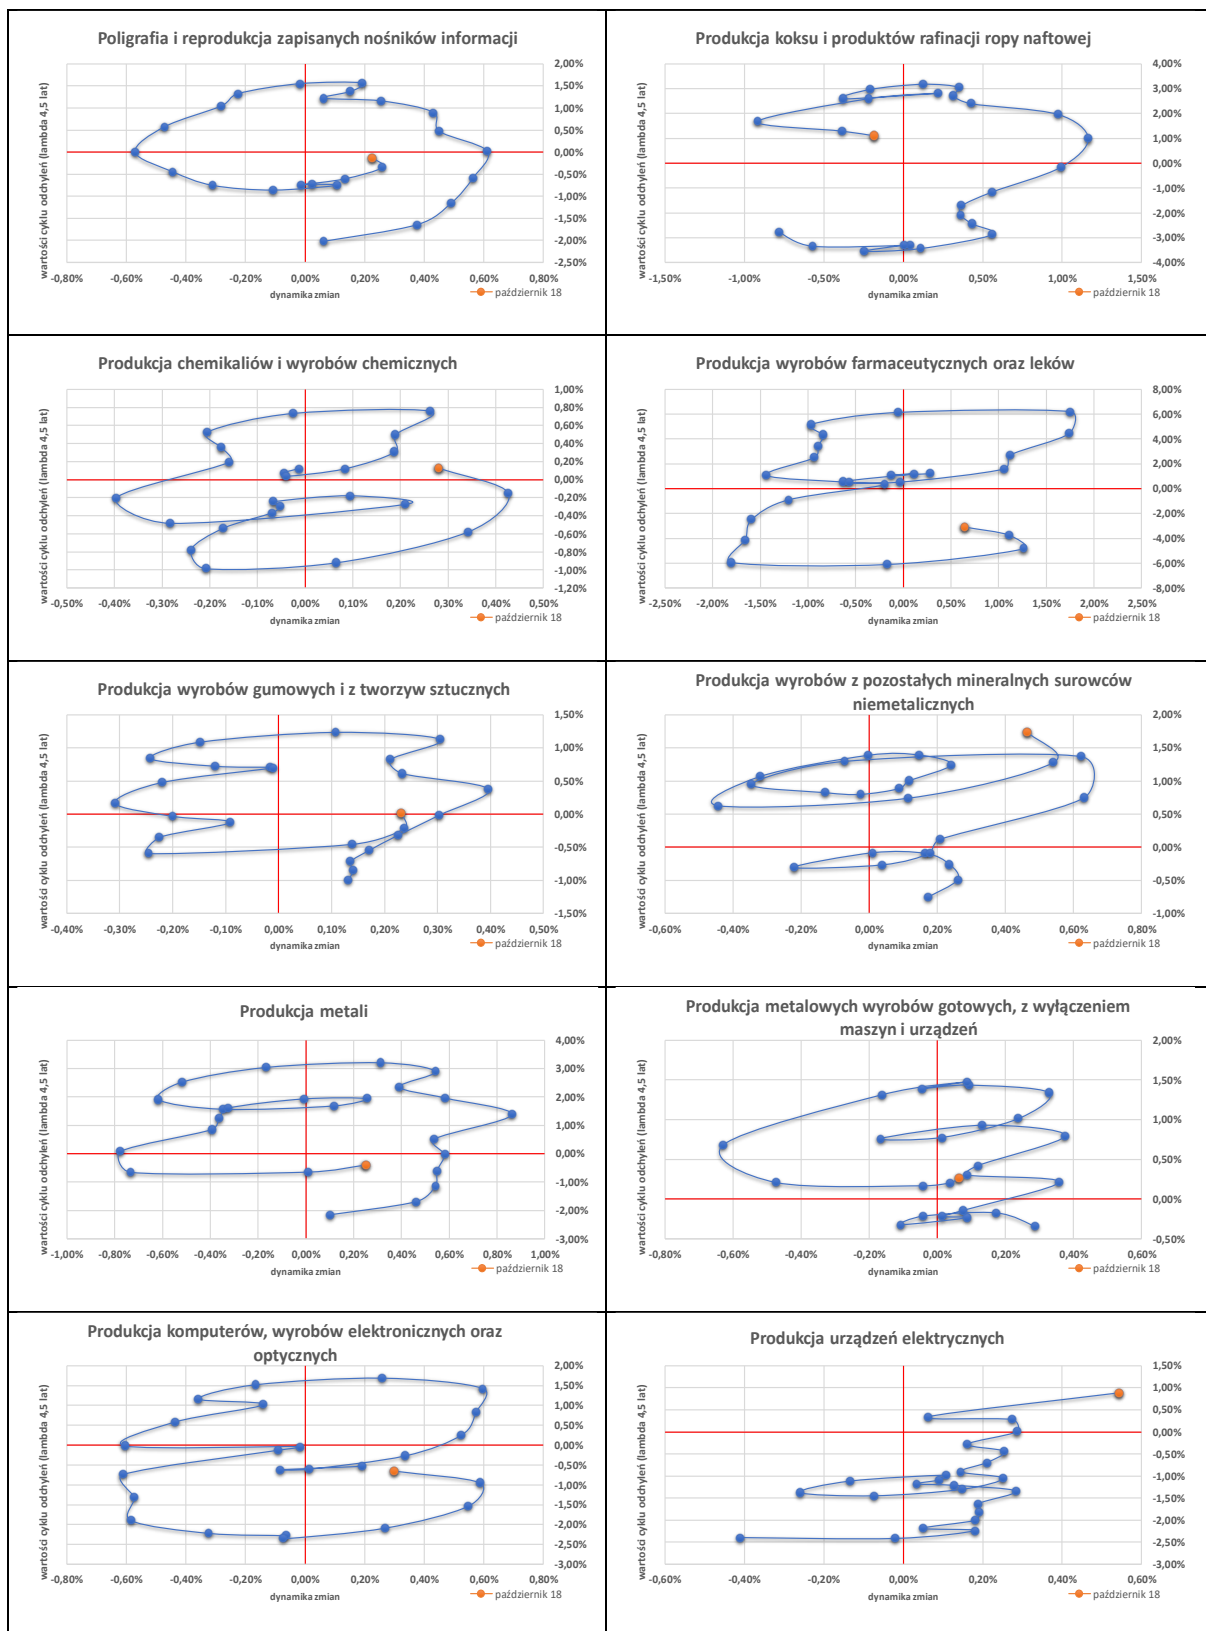 Poligrafia i reprodukcja zapisanych nośników informacji
wartości cyklu odchyleń (lambda 4,5 lat)
2,00%
1,50%
1,00%
0,50%
0,00%
-0,50%
-1,00%
-1,50%
-2,00%
-2,50%
-0,80% -0,60% -0,40% -0,20% 0,00% 0,20% 0,40% 0,60% 0,80%
dynamika zmian
październik 18
Produkcja koksu i produktów rafinacji ropy naftowej
wartości cyklu odchyleń (lambda 4,5 lat)
4,00%
3,00%
2,00%
1,00%
0,00%
-1,00%
-2,00%
-3,00%
-4,00%
-1,50% -1,00% -0,50% 0,00% 0,50% 1,00% 1,50%
dynamika zmian
październik 18
Produkcja chemikaliów i wyrobów chemicznych
wartości cyklu odchyleń (lambda 4,5 lat)
1,00%
0,80%
0,60%
0,40%
0,20%
0,00%
-0,20%
-0,40%
-0,60%
-0,80%
-1,00%
-1,20%
-0,50% -0,40% -0,30% -0,20% -0,10% 0,00% 0,10% 0,20% 0,30% 0,40% 0,50%
dynamika zmian
październik 18
Produkcja wyrobów farmaceutycznych oraz leków
wartości cyklu odchyleń (lambda 4,5 lat)
8,00%
6,00%
4,00%
2,00%
0,00%
-2,00%
-4,00%
-6,00%
-8,00%
-2,50% -2,00% -1,50% -1,00% -0,50% 0,00% 0,50% 1,00% 1,50% 2,00% 2,50%
dynamika zmian
październik 18
Produkcja wyrobów gumowych i z tworzyw sztucznych
wartości cyklu odchyleń (lambda 4,5 lat)
1,50%
1,00%
0,50%
0,00%
-0,50%
-1,00%
-1,50%
-0,40% -0,30% -0,20% -0,10% 0,00% 0,10% 0,20% 0,30% 0,40% 0,50%
dynamika zmian
październik 18
Produkcja wyrobów z pozostałych mineralnych surowców
niemetalicznych
wartości cyklu odchyleń (lambda 4,5 lat)
2,00%
1,50%
1,00%
0,50%
0,00%
-0,50%
-1,00%
-0,60% -0,40% -0,20% 0,00% 0,20% 0,40% 0,60% 0,80%
dynamika zmian
październik 18
Produkcja metali
wartości cyklu odchyleń (lambda 4,5 lat)
4,00%
3,00%
2,00%
1,00%
0,00%
-1,00%
-2,00%
-3,00%
-1,00% -0,80% -0,60% -0,40% -0,20% 0,00% 0,20% 0,40% 0,60% 0,80% 1,00%
dynamika zmian
październik 18
Produkcja metalowych wyrobów gotowych, z wyłączeniem
maszyn i urządzeń
wartości cyklu odchyleń (lambda 4,5 lat)
2,00%
1,50%
1,00%
0,50%
0,00%
-0,50%
-0,80% -0,60% -0,40% -0,20% 0,00% 0,20% 0,40% 0,60%
dynamika zmian
październik 18
Produkcja komputerów, wyrobów elektronicznych oraz
optycznych
wartości cyklu odchyleń (lambda 4,5 lat)
2,00%
1,50%
1,00%
0,50%
0,00%
-0,50%
-1,00%
-1,50%
-2,00%
-2,50%
-3,00%
-0,80% -0,60% -0,40% -0,20% 0,00% 0,20% 0,40% 0,60% 0,80%
dynamika zmian
październik 18
Produkcja urządzeń elektrycznych
wartości cyklu odchyleń (lambda 4,5 lat)
1,50%
1,00%
0,50%
0,00%
-0,50%
-1,00%
-1,50%
-2,00%
-2,50%
-3,00%
-0,60% -0,40% -0,20% 0,00% 0,20% 0,40% 0,60%
dynamika zmian
październik 18